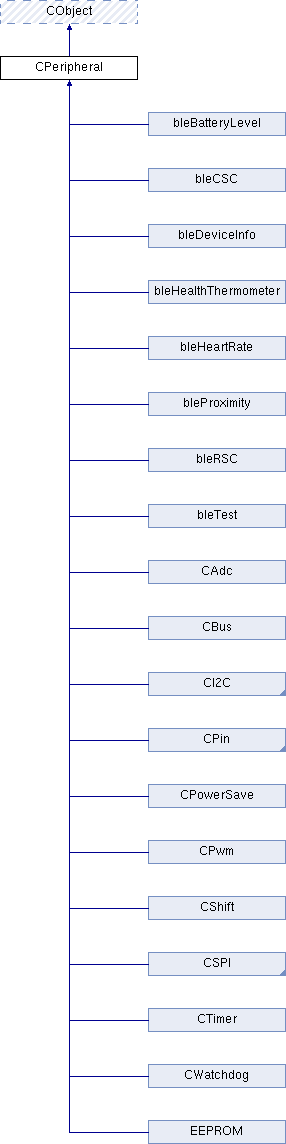 CObject
CPeripheral
bleBatteryLevel
bleCSC
bleDeviceInfo
bleHealthThermometer
bleHeartRate
bleProximity
bleRSC
bleTest
CAdc
CBus
CI2C
CPin
CPowerSave
CPwm
CShift
CSPI
CTimer
CWatchdog
EEPROM